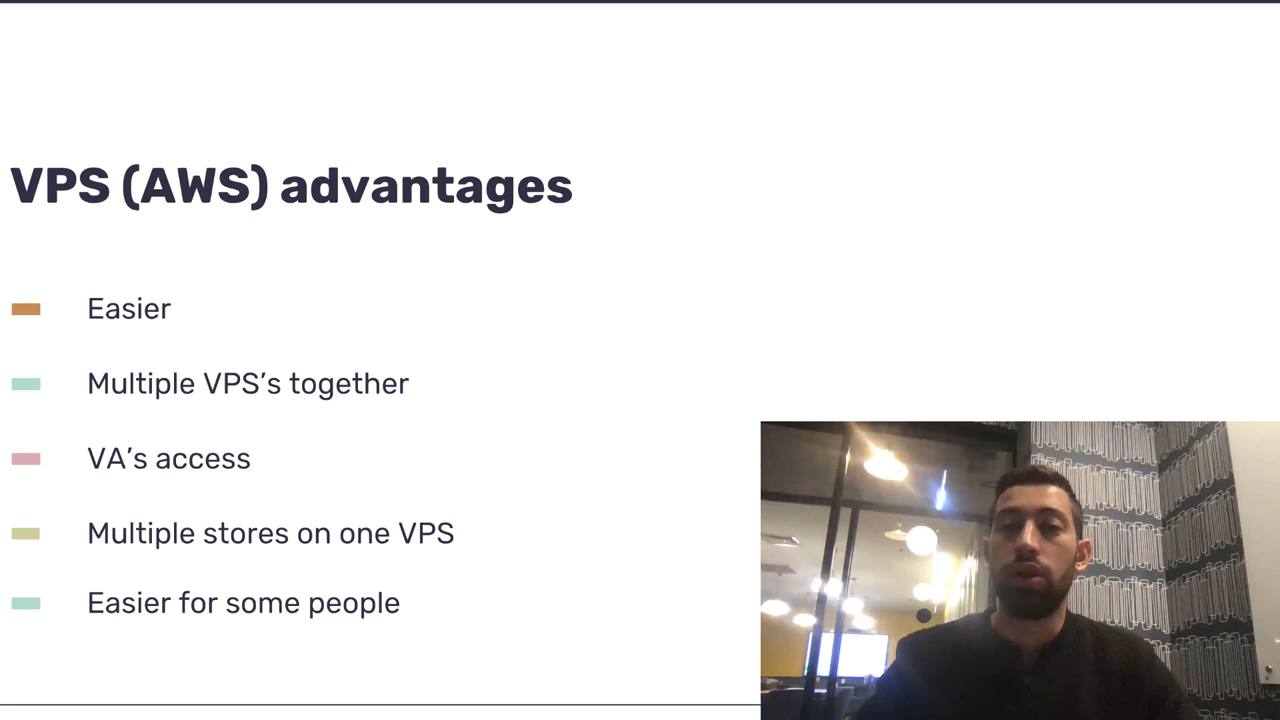 VPS (AWS) advantages
Easier
Multiple VPS’s together
VA’s access
Multiple stores on one VPS
Easier for some people